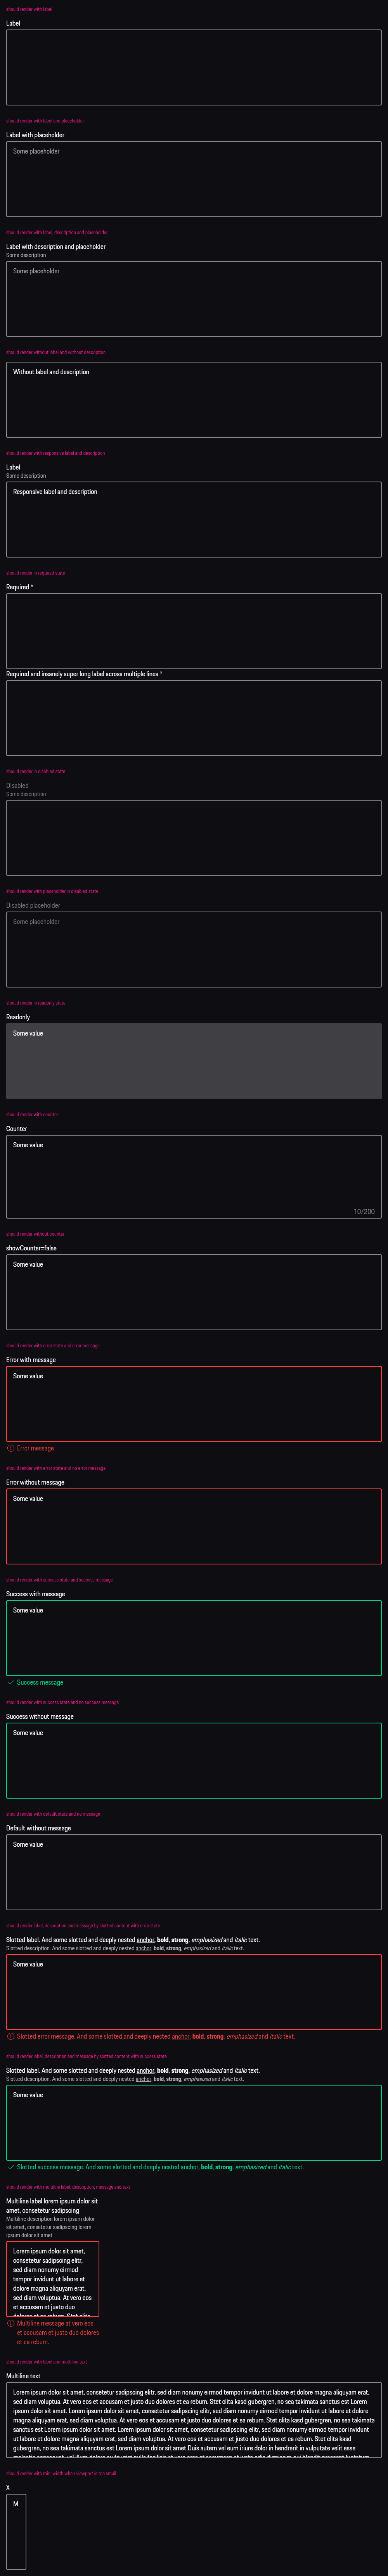 should render with label
Label
should render with label and placeholder
Label with placeholder
Some placeholder
should render with label, description and placeholder
Label with description and placeholder
Some description
Some placeholder
should render without label and without description
Without label and description
should render with responsive label and description
Label
Some description
Responsive label and description
should render in required state
Required *
Required and insanely super long label across multiple lines *
should render in disabled state
Disabled
Some description
should render with placeholder in disabled state
Disabled placeholder
Some placeholder
should render in readonly state
Readonly
Some value
should render with counter
Counter
Some value
10/200
should render without counter
showCounter=false
Some value
should render with error state and error message
Error with message
Some value
Error message
should render with error state and no error message
Error without message
Some value
should render with success state and success message
Success with message
Some value
Success message
should render with success state and no success message
Success without message
Some value
should render with default state and no message
Default without message
Some value
should render label, description and message by slotted content with error state
Slotted label. And some slotted and deeply nested anchor, bold, strong, emphasized and italic text.
Slotted description. And some slotted and deeply nested anchor, bold, strong, emphasized and italic text.
Some value
Slotted error message. And some slotted and deeply nested anchor, bold, strong, emphasized and italic text.
should render label, description and message by slotted content with success state
Slotted label. And some slotted and deeply nested anchor, bold, strong, emphasized and italic text.
Slotted description. And some slotted and deeply nested anchor, bold, strong, emphasized and italic text.
Some value
Slotted success message. And some slotted and deeply nested anchor, bold, strong, emphasized and italic text.
should render with multiline label, description, message and text
Multiline label lorem ipsum dolor sit
amet, consetetur sadipscing
Multiline description lorem ipsum dolor
sit amet, consetetur sadipscing lorem
ipsum dolor sit amet
Lorem ipsum dolor sit amet,
consetetur sadipscing elitr,
sed diam nonumy eirmod
tempor invidunt ut labore et
dolore magna aliquyam erat,
sed diam voluptua. At vero eos
et accusam et justo duo
dolores et ea rebum. Stet clita
Multiline message at vero eos
et accusam et justo duo dolores
et ea rebum.
should render with label and multiline text
Multiline text
Lorem ipsum dolor sit amet, consetetur sadipscing elitr, sed diam nonumy eirmod tempor invidunt ut labore et dolore magna aliquyam erat,
sed diam voluptua. At vero eos et accusam et justo duo dolores et ea rebum. Stet clita kasd gubergren, no sea takimata sanctus est Lorem
ipsum dolor sit amet. Lorem ipsum dolor sit amet, consetetur sadipscing elitr, sed diam nonumy eirmod tempor invidunt ut labore et dolore
magna aliquyam erat, sed diam voluptua. At vero eos et accusam et justo duo dolores et ea rebum. Stet clita kasd gubergren, no sea takimata
sanctus est Lorem ipsum dolor sit amet. Lorem ipsum dolor sit amet, consetetur sadipscing elitr, sed diam nonumy eirmod tempor invidunt
ut labore et dolore magna aliquyam erat, sed diam voluptua. At vero eos et accusam et justo duo dolores et ea rebum. Stet clita kasd
gubergren, no sea takimata sanctus est Lorem ipsum dolor sit amet.Duis autem vel eum iriure dolor in hendrerit in vulputate velit esse
should render with min-width when viewport is too small
X
M